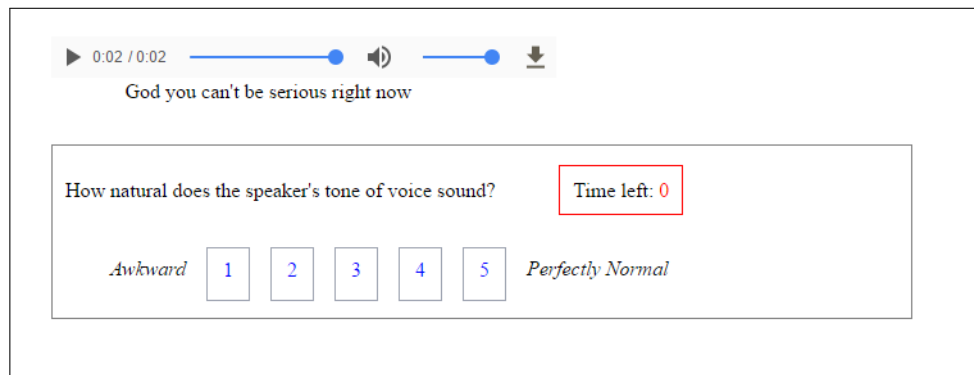 0:02 / 0:02
God you can't be serious right now
How natural does the speaker's tone of voice sound? Time left: 0
Awkward 1 2 3 4 5 Perfectly Normal